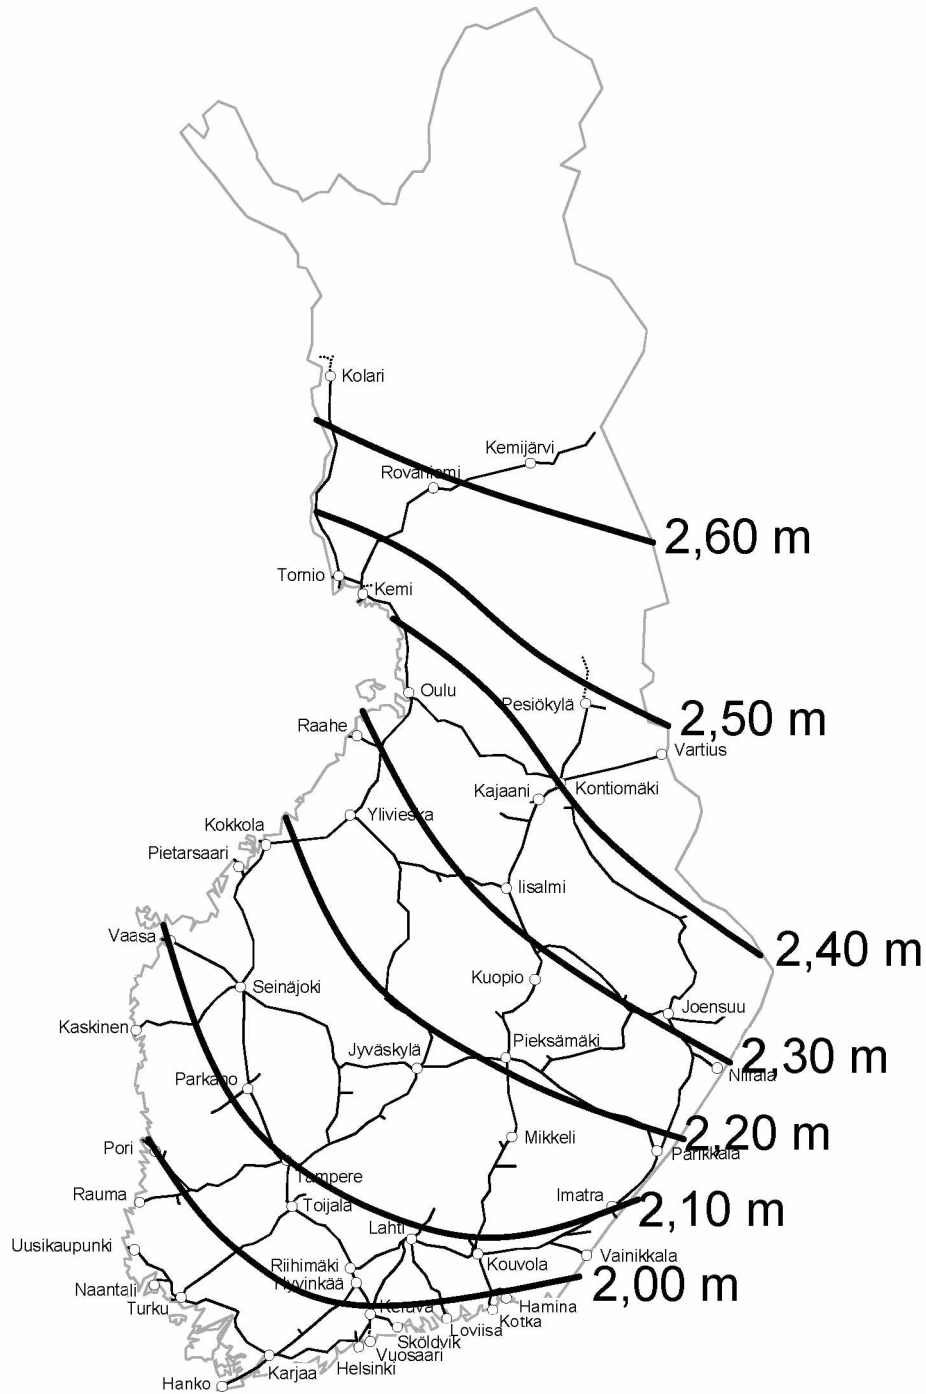 Kolari
Kemijärvi
Rovaniemi
2,60 m
Tornio
Kemi
Oulu
Pesiökylä
2,50 m
Raahe
Vartius
Kajaani
Kontiomäki
Ylivieska
Kokkola
Pietarsaari
Iisalmi
Vaasa
2,40 m
Kuopio
Seinäjoki
Joensuu
Kaskinen
Pieksämäki
Jyväskylä
2,30 m
Niirala
Parkano
Mikkeli
2,20 m
Pori
Parikkala
Tampere
Rauma
Imatra
Toijala
2,10 m
Lahti
Uusikaupunki
Vainikkala
Riihimäki
Kouvola
Hyvinkää
2,00 m
Naantali
Turku
Kerava
Hamina
Kotka
Loviisa
Sköldvik
Vuosaari
Helsinki
Karjaa
Hanko